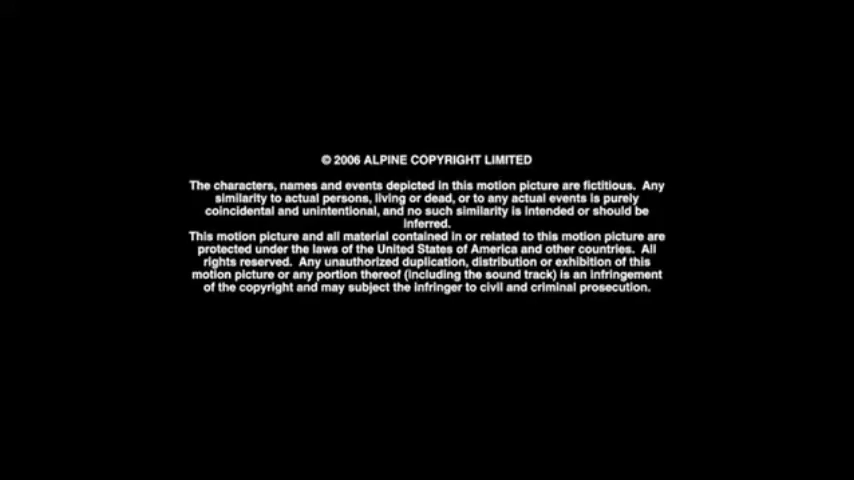 © 2006 ALPINE COPYRIGHT LIMITED
The characters, names and events depicted in this motion picture are fictitious.  Any
similarity to actual persons, living or dead, or to any actual events is purely
coincidental and unintentional, and no such similarity is intended or should be
inferred.
This motion picture and all material contained in or related to this motion picture are
protected under the laws of the United States of America and other countries.  All
rights reserved.  Any unauthorized duplication, distribution or exhibition of this
motion picture or any portion thereof (including the sound track) is an infringement
of the copyright and may subject the infringer to civil and criminal prosecution.